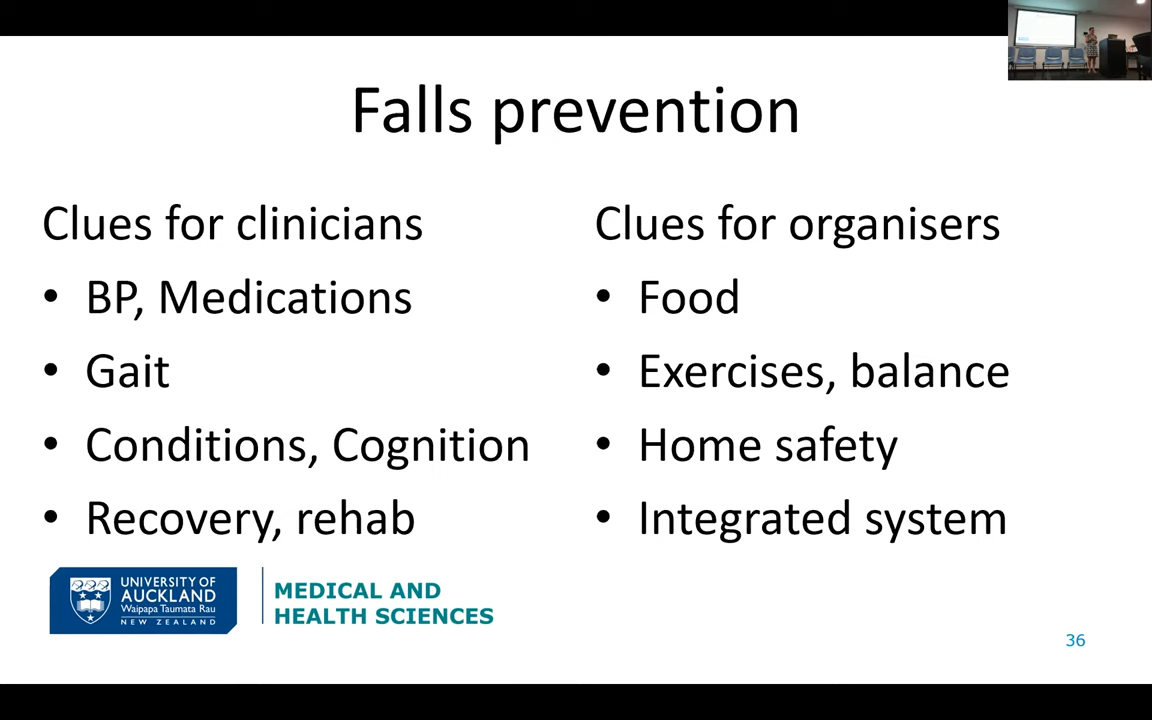 Falls prevention
Clues for clinicians
• BP, Medications
• Gait
• Conditions, Cognition
• Recovery, rehab
Clues for organisers
• Food
• Exercises, balance
• Home safety
• Integrated system
UNIVERSITY OF
AUCKLAND
Waipapa Taumata Rau
NEW ZEALAND
MEDICAL AND
HEALTH SCIENCES
36